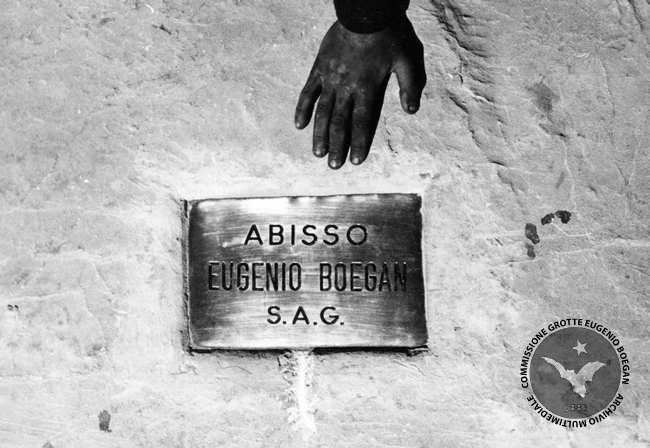 ABISSO
EUGENIO BOEGAN
S.A.G.
COMMISSIONE GROTTE EUGENIO BOEGAN
ARCHIVIO MULTIMEDIALE